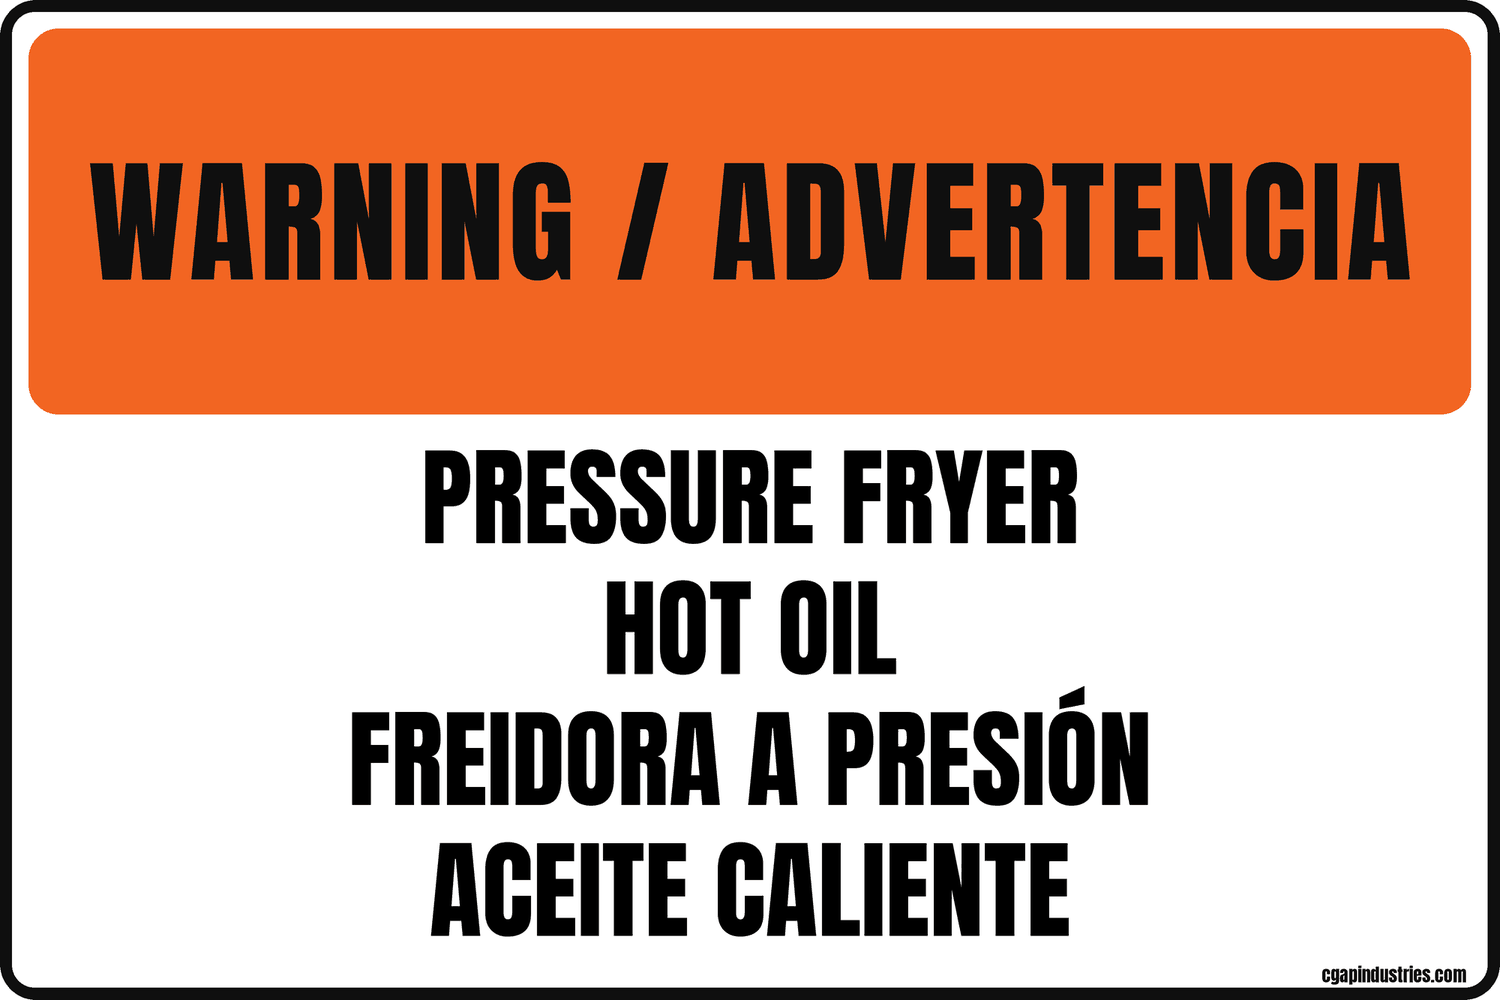 WARNING / ADVERTENCIA
PRESSURE FRYER
HOT OIL
FREIDORA A PRESIÓN
ACEITE CALIENTE
cgapindustries.com